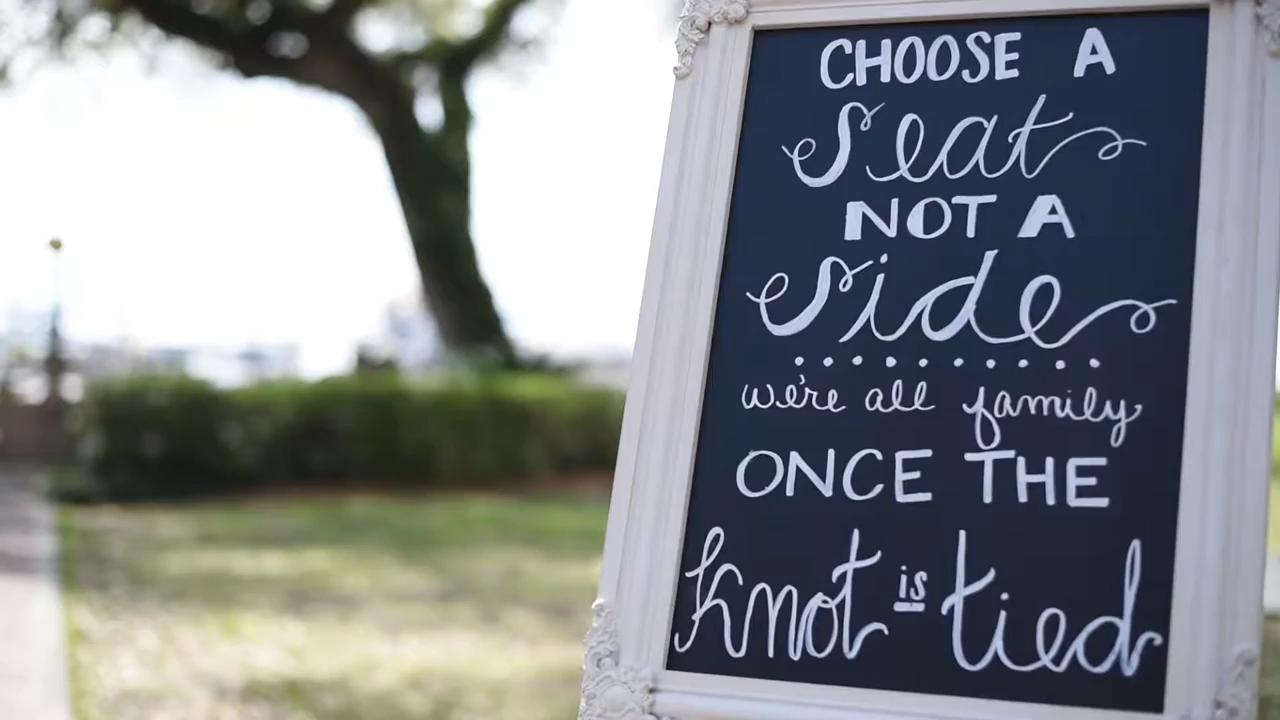 CHOOSE A
Seat
NOT A
Side
we're all family
ONCE THE
knot is tied